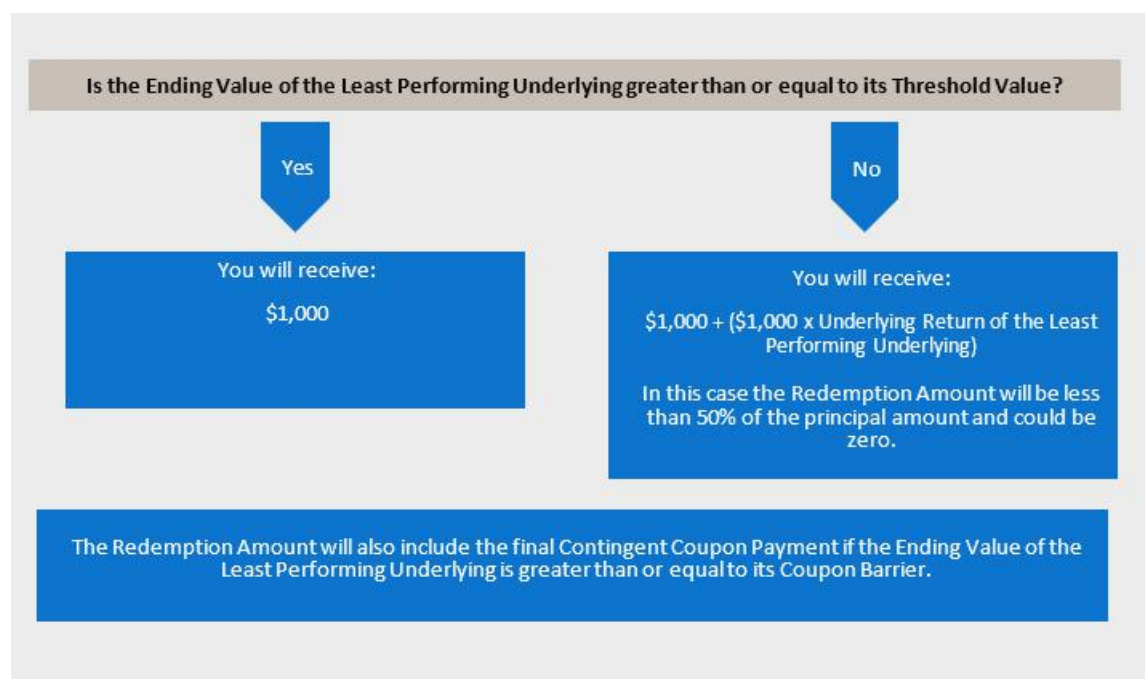 Is the Ending Value of the Least Performing Underlying greater than or equal to its Threshold Value?
Yes
No
You will receive:
$1,000
You will receive:
$1,000 + ($1,000 x Underlying Return of the Least
Performing Underlying)
In this case the Redemption Amount will be less
than 50% of the principal amount and could be
zero.
The Redemption Amount will also include the final Contingent Coupon Payment if the Ending Value of the
Least Performing Underlying is greater than or equal to its Coupon Barrier.